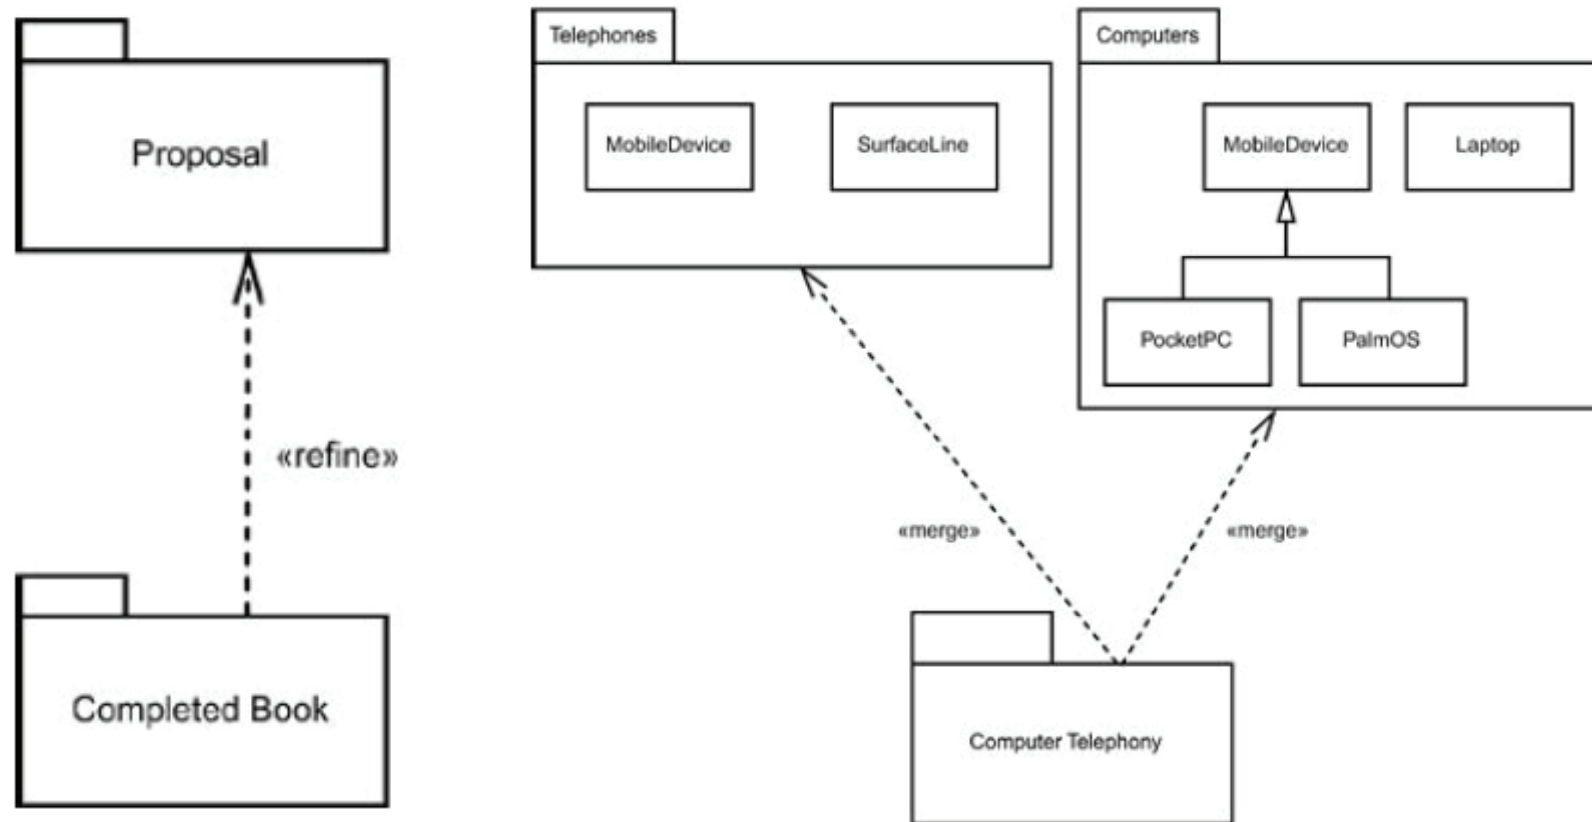 Proposal
«refine»
Completed Book
Telephones
MobileDevice
SurfaceLine
Computers
MobileDevice
Laptop
PocketPC
PalmOS
«merge»
«merge»
Computer Telephony